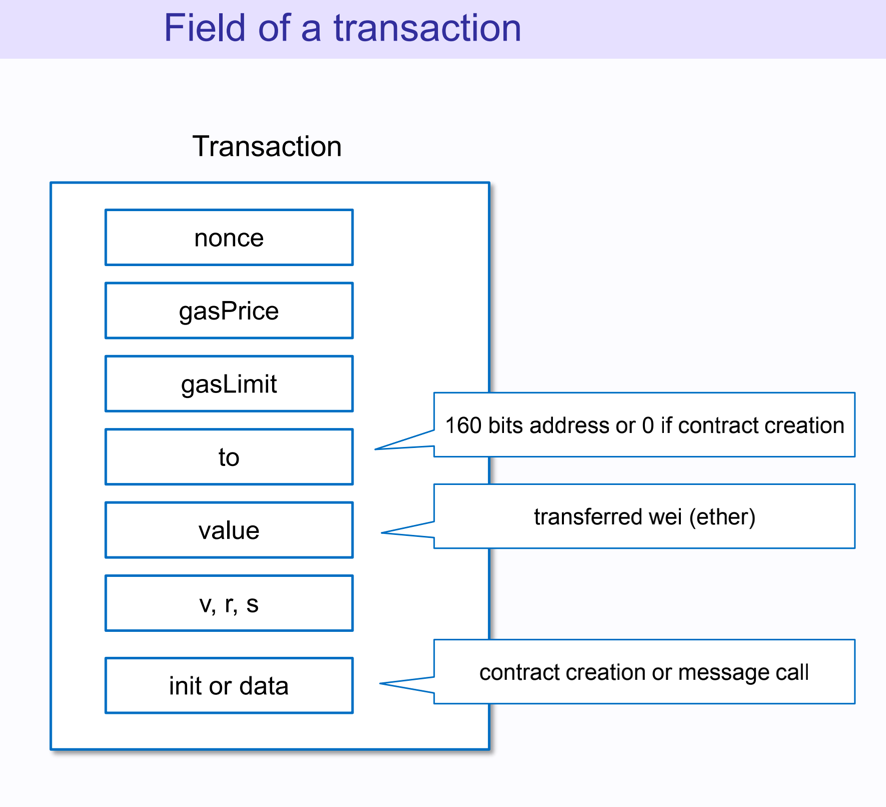 Field of a transaction
Transaction
nonce
gasPrice
gasLimit
to
160 bits address or 0 if contract creation
value
transferred wei (ether)
v, r, s
init or data
contract creation or message call